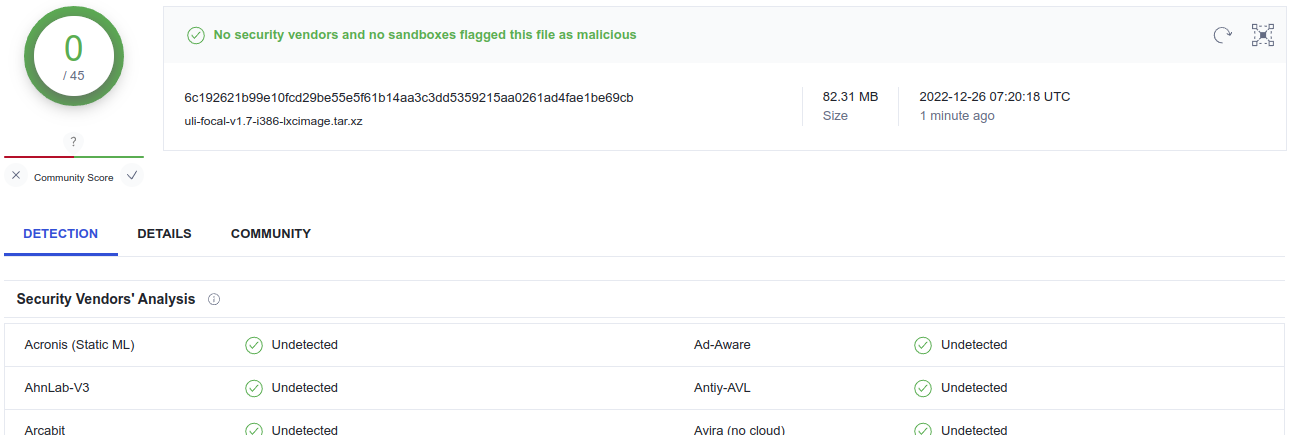 0
/ 45
?
Community Score
No security vendors and no sandboxes flagged this file as malicious
6c192621b99e10fcd29be55e5f61b14aa3c3dd5359215aa0261ad4fae1be69cb
uli-focal-v1.7-i386-lxcimage.tar.xz
82.31 MB
Size
2022-12-26 07:20:18 UTC
1 minute ago
DETECTION DETAILS COMMUNITY
Security Vendors' Analysis
Acronis (Static ML) Undetected Ad-Aware Undetected
AhnLab-V3 Undetected Antiy-AVL Undetected
Arcabit Undetected Avira (no cloud) Undetected